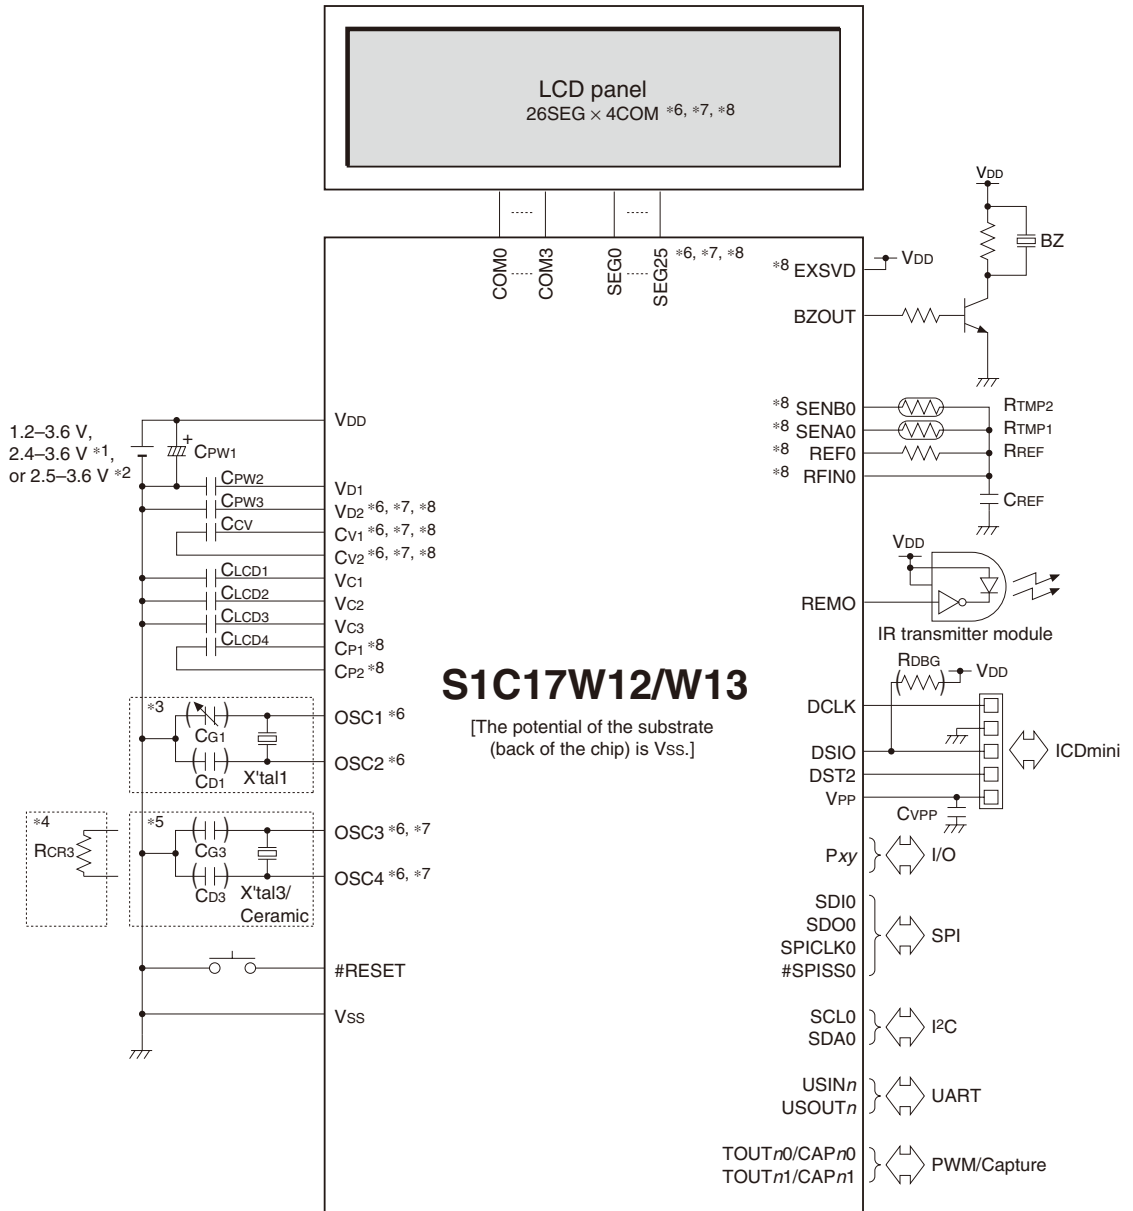 LCD panel
26SEG × 4COM *6, *7, *8
COM0
COM3
SEG0
SEG25
*6, *7, *8
VDD
BZ
*8 EXSVD
VDD
BZOUT
*8 SENB0
RTMP2
*8 SENA0
RTMP1
*8 REF0
RREF
*8 RFIN0
CREF
VDD
REMO
IR transmitter module
RDBG
VDD
DCLK
DSIO
ICDmini
DST2
VPP
CVPP
Pxy
I/O
SDI0
SDO0
SPICLK0
#SPISS0
SPI
SCL0
SDA0
I2C
USINn
USOUTn
UART
TOUTn0/CAPn0
TOUTn1/CAPn1
PWM/Capture
1.2–3.6 V,
2.4–3.6 V *1,
or 2.5–3.6 V *2
+
CPW1
VDD
CPW2
VD1
CPW3
VD2 *6, *7, *8
CCV
CV1 *6, *7, *8
CV2 *6, *7, *8
CLCD1
VC1
CLCD2
VC2
CLCD3
VC3
CLCD4
CP1 *8
CP2 *8
S1C17W12/W13
[The potential of the substrate
(back of the chip) is VSS.]
*3
CG1
OSC1 *6
CD1
X'tal1
OSC2 *6
*4
RCR3
*5
CG3
OSC3 *6, *7
CD3
X'tal3/
Ceramic
OSC4 *6, *7
#RESET
VSS